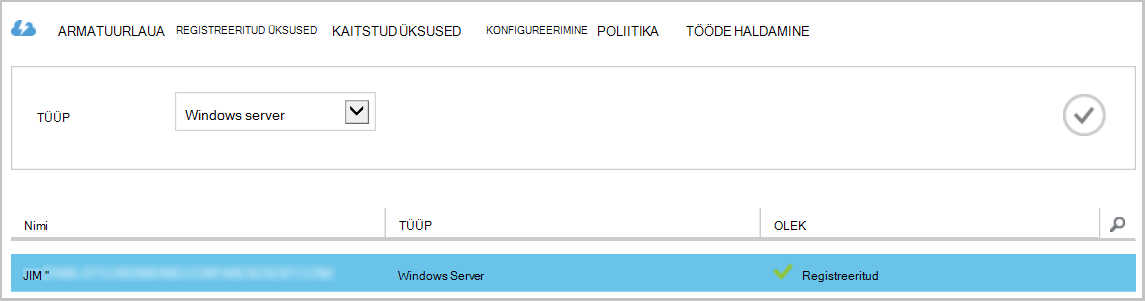 ARMATUURLAUA REGISTREERITUD ÜKSUSED KAITSTUD ÜKSUSED KONFIGUREERIMINE POLIITIKA TÖÖDE HALDAMINE
TÜÜP Windows server
Nimi TÜÜP OLEK
JIM " Windows Server Registreeritud